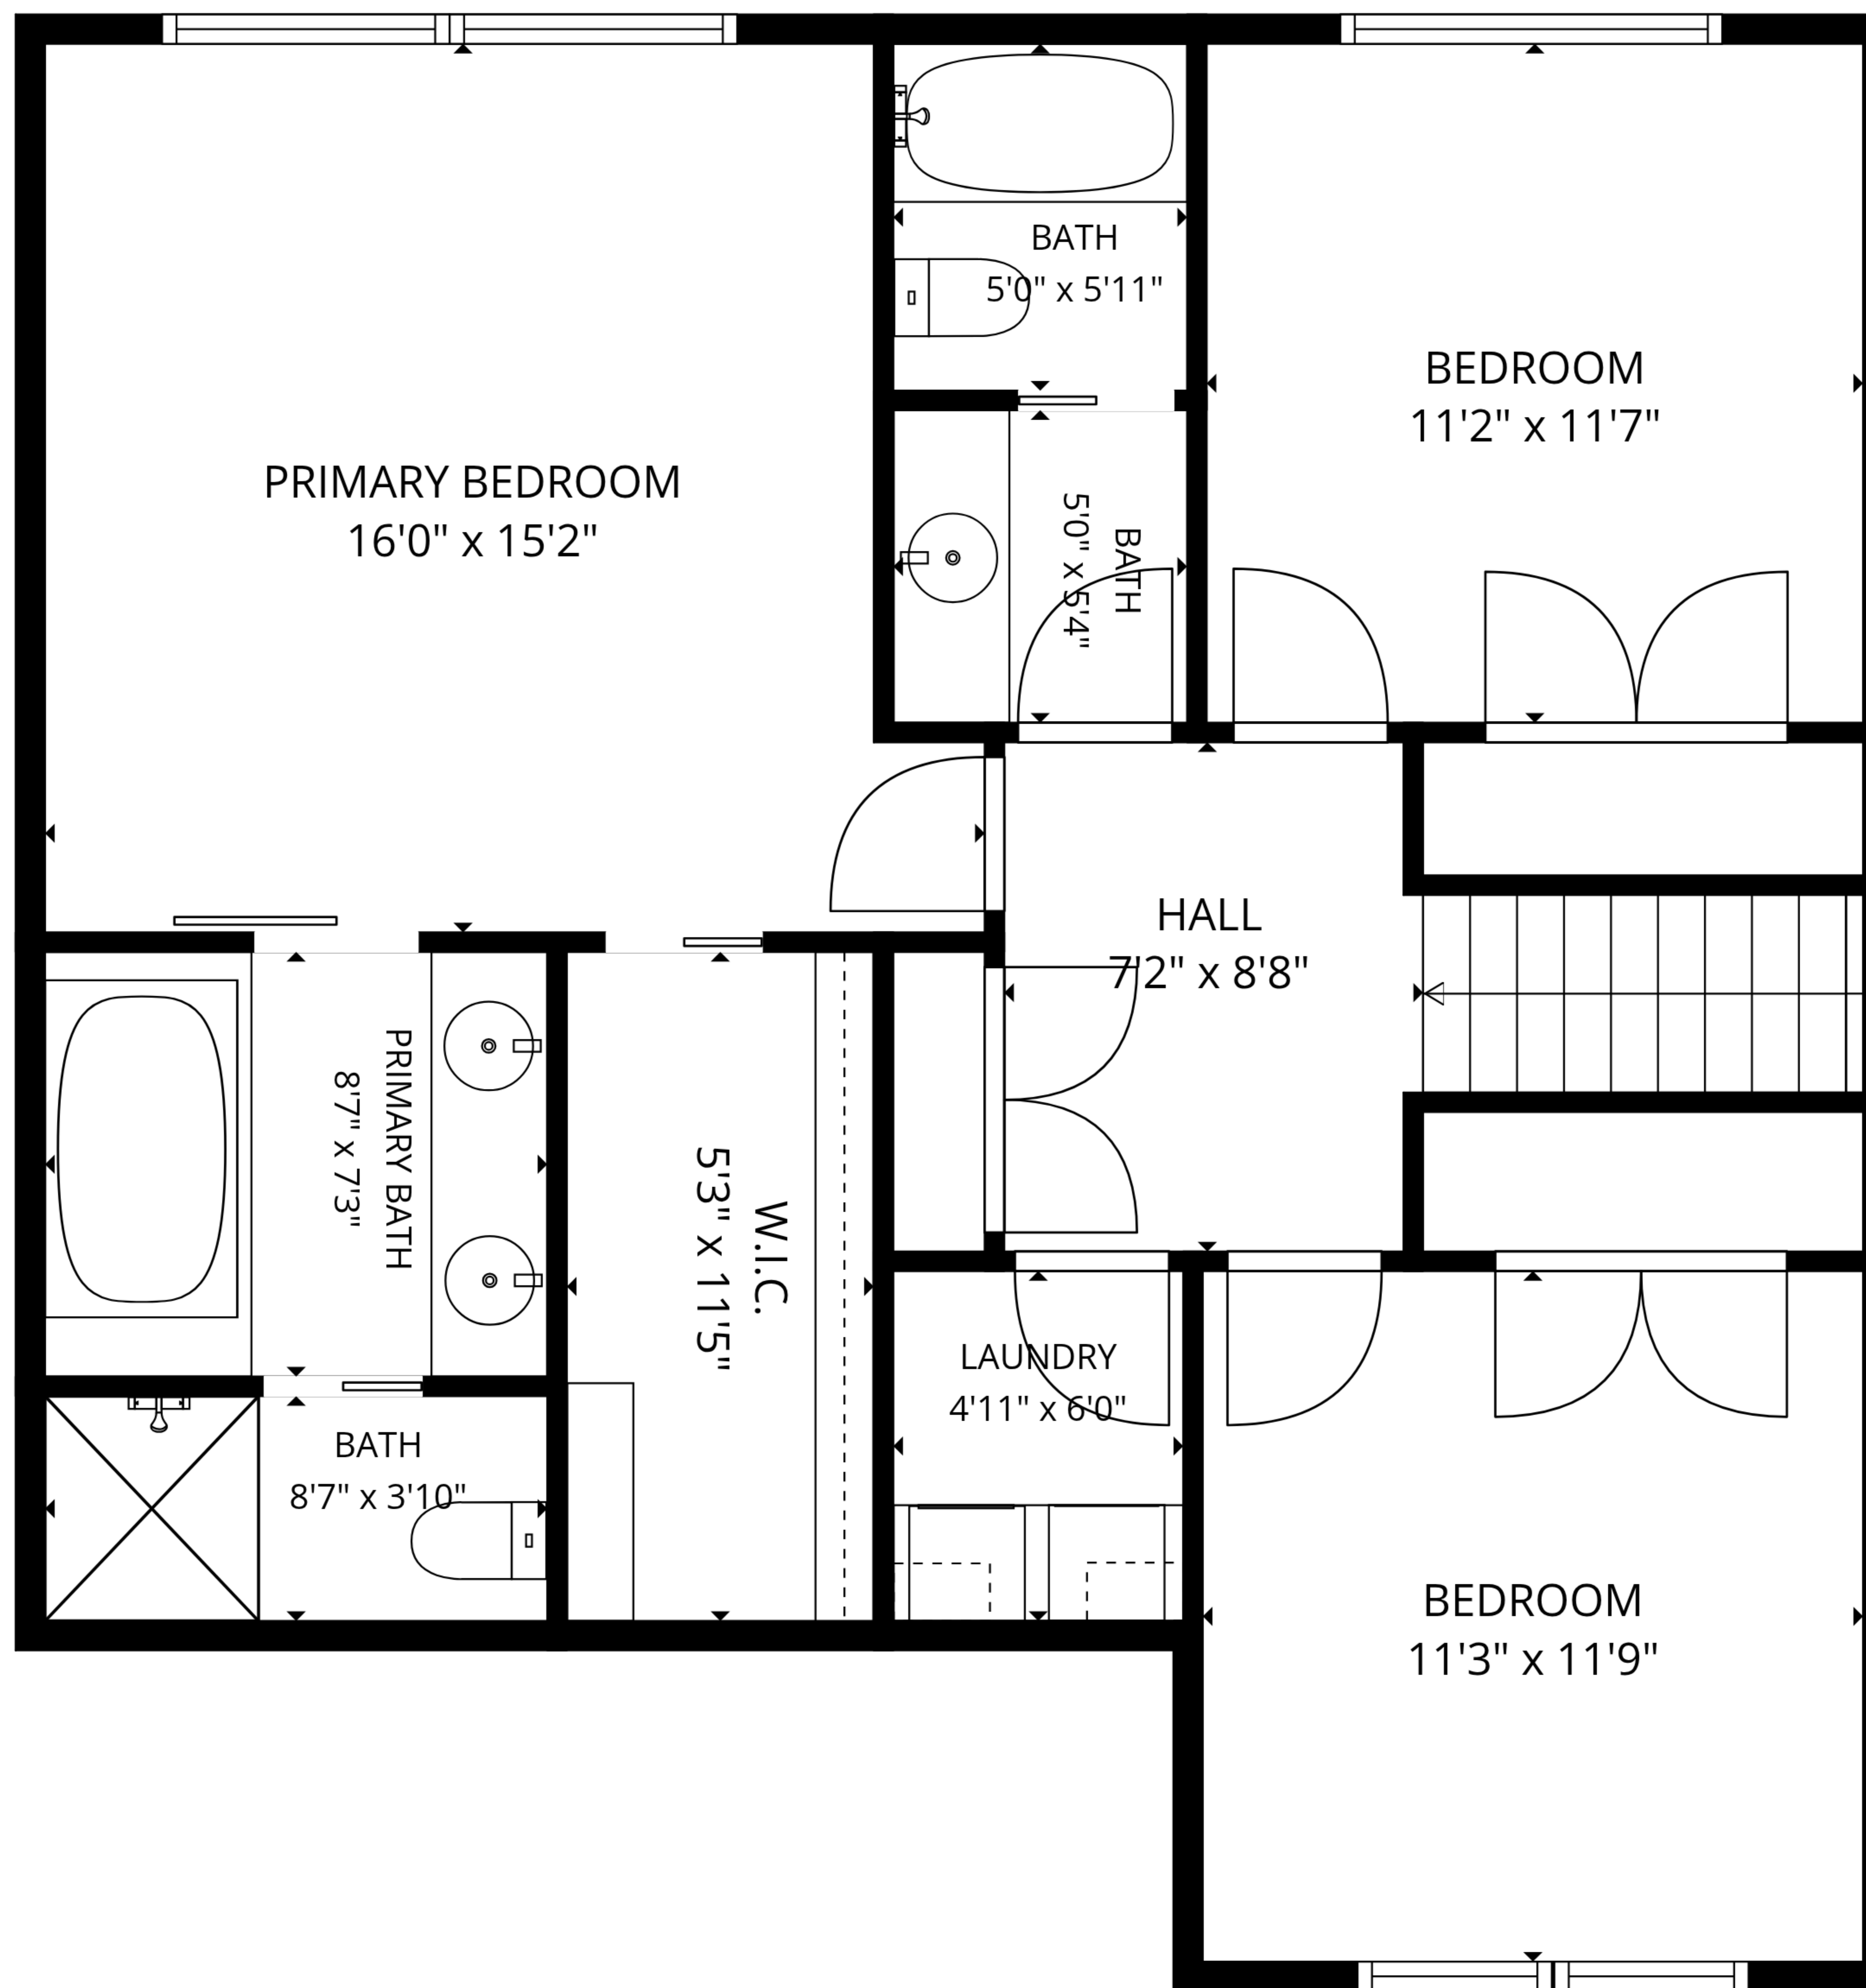 BATH
5'0" x 5'11"
BEDROOM
11'2" x 11'7"
PRIMARY BEDROOM
16'0" x 15'2"
BATH
5'0" x 5'4"
HALL
7'2" x 8'8"
PRIMARY BATH
8'7" x 7'3"
W.I.C.
5'3" x 11'5"
LAUNDRY
4'11" x 6'0"
BATH
8'7" x 3'10"
BEDROOM
11'3" x 11'9"